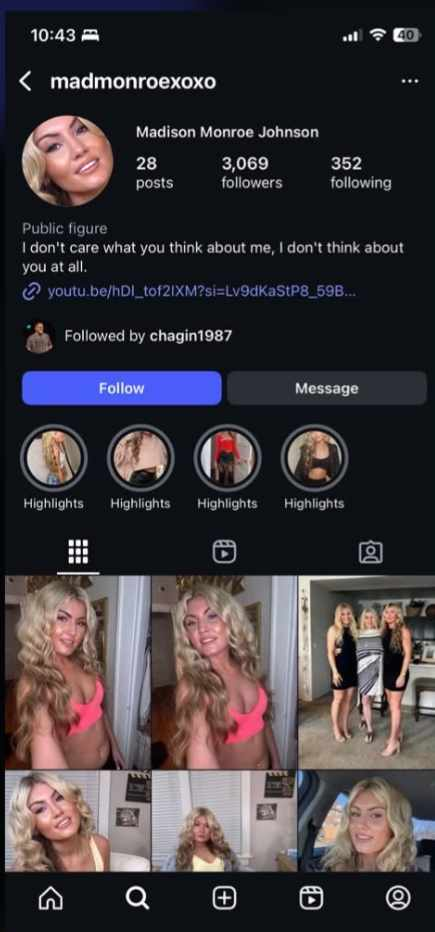 10:43
40
madmonroexoxo
Madison Monroe Johnson
28 3,069 352
posts followers following
Public figure
I don't care what you think about me, I don't think about
you at all.
youtu.be/hDI_tof2IXM?si=Lv9dKaStP8_59B...
Followed by chagin1987
Follow Message
Highlights Highlights Highlights Highlights